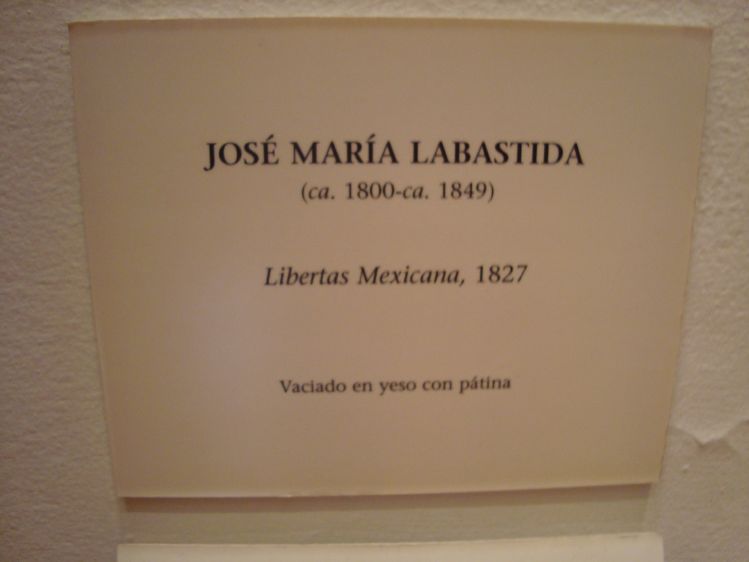 JOSÉ MARÍA LABASTIDA
(ca. 1800-ca. 1849)
Libertas Mexicana, 1827
Vaciado en yeso con pátina